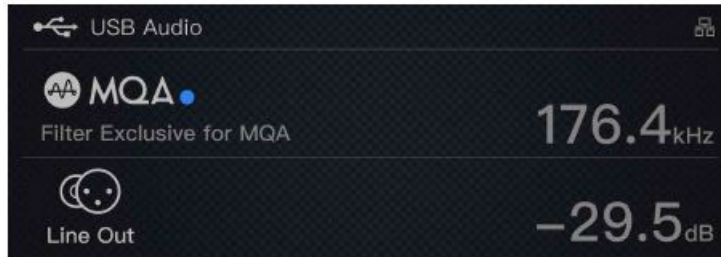 USB Audio
MQA
Filter Exclusive for MQA
176.4kHz
Line Out
-29.5dB